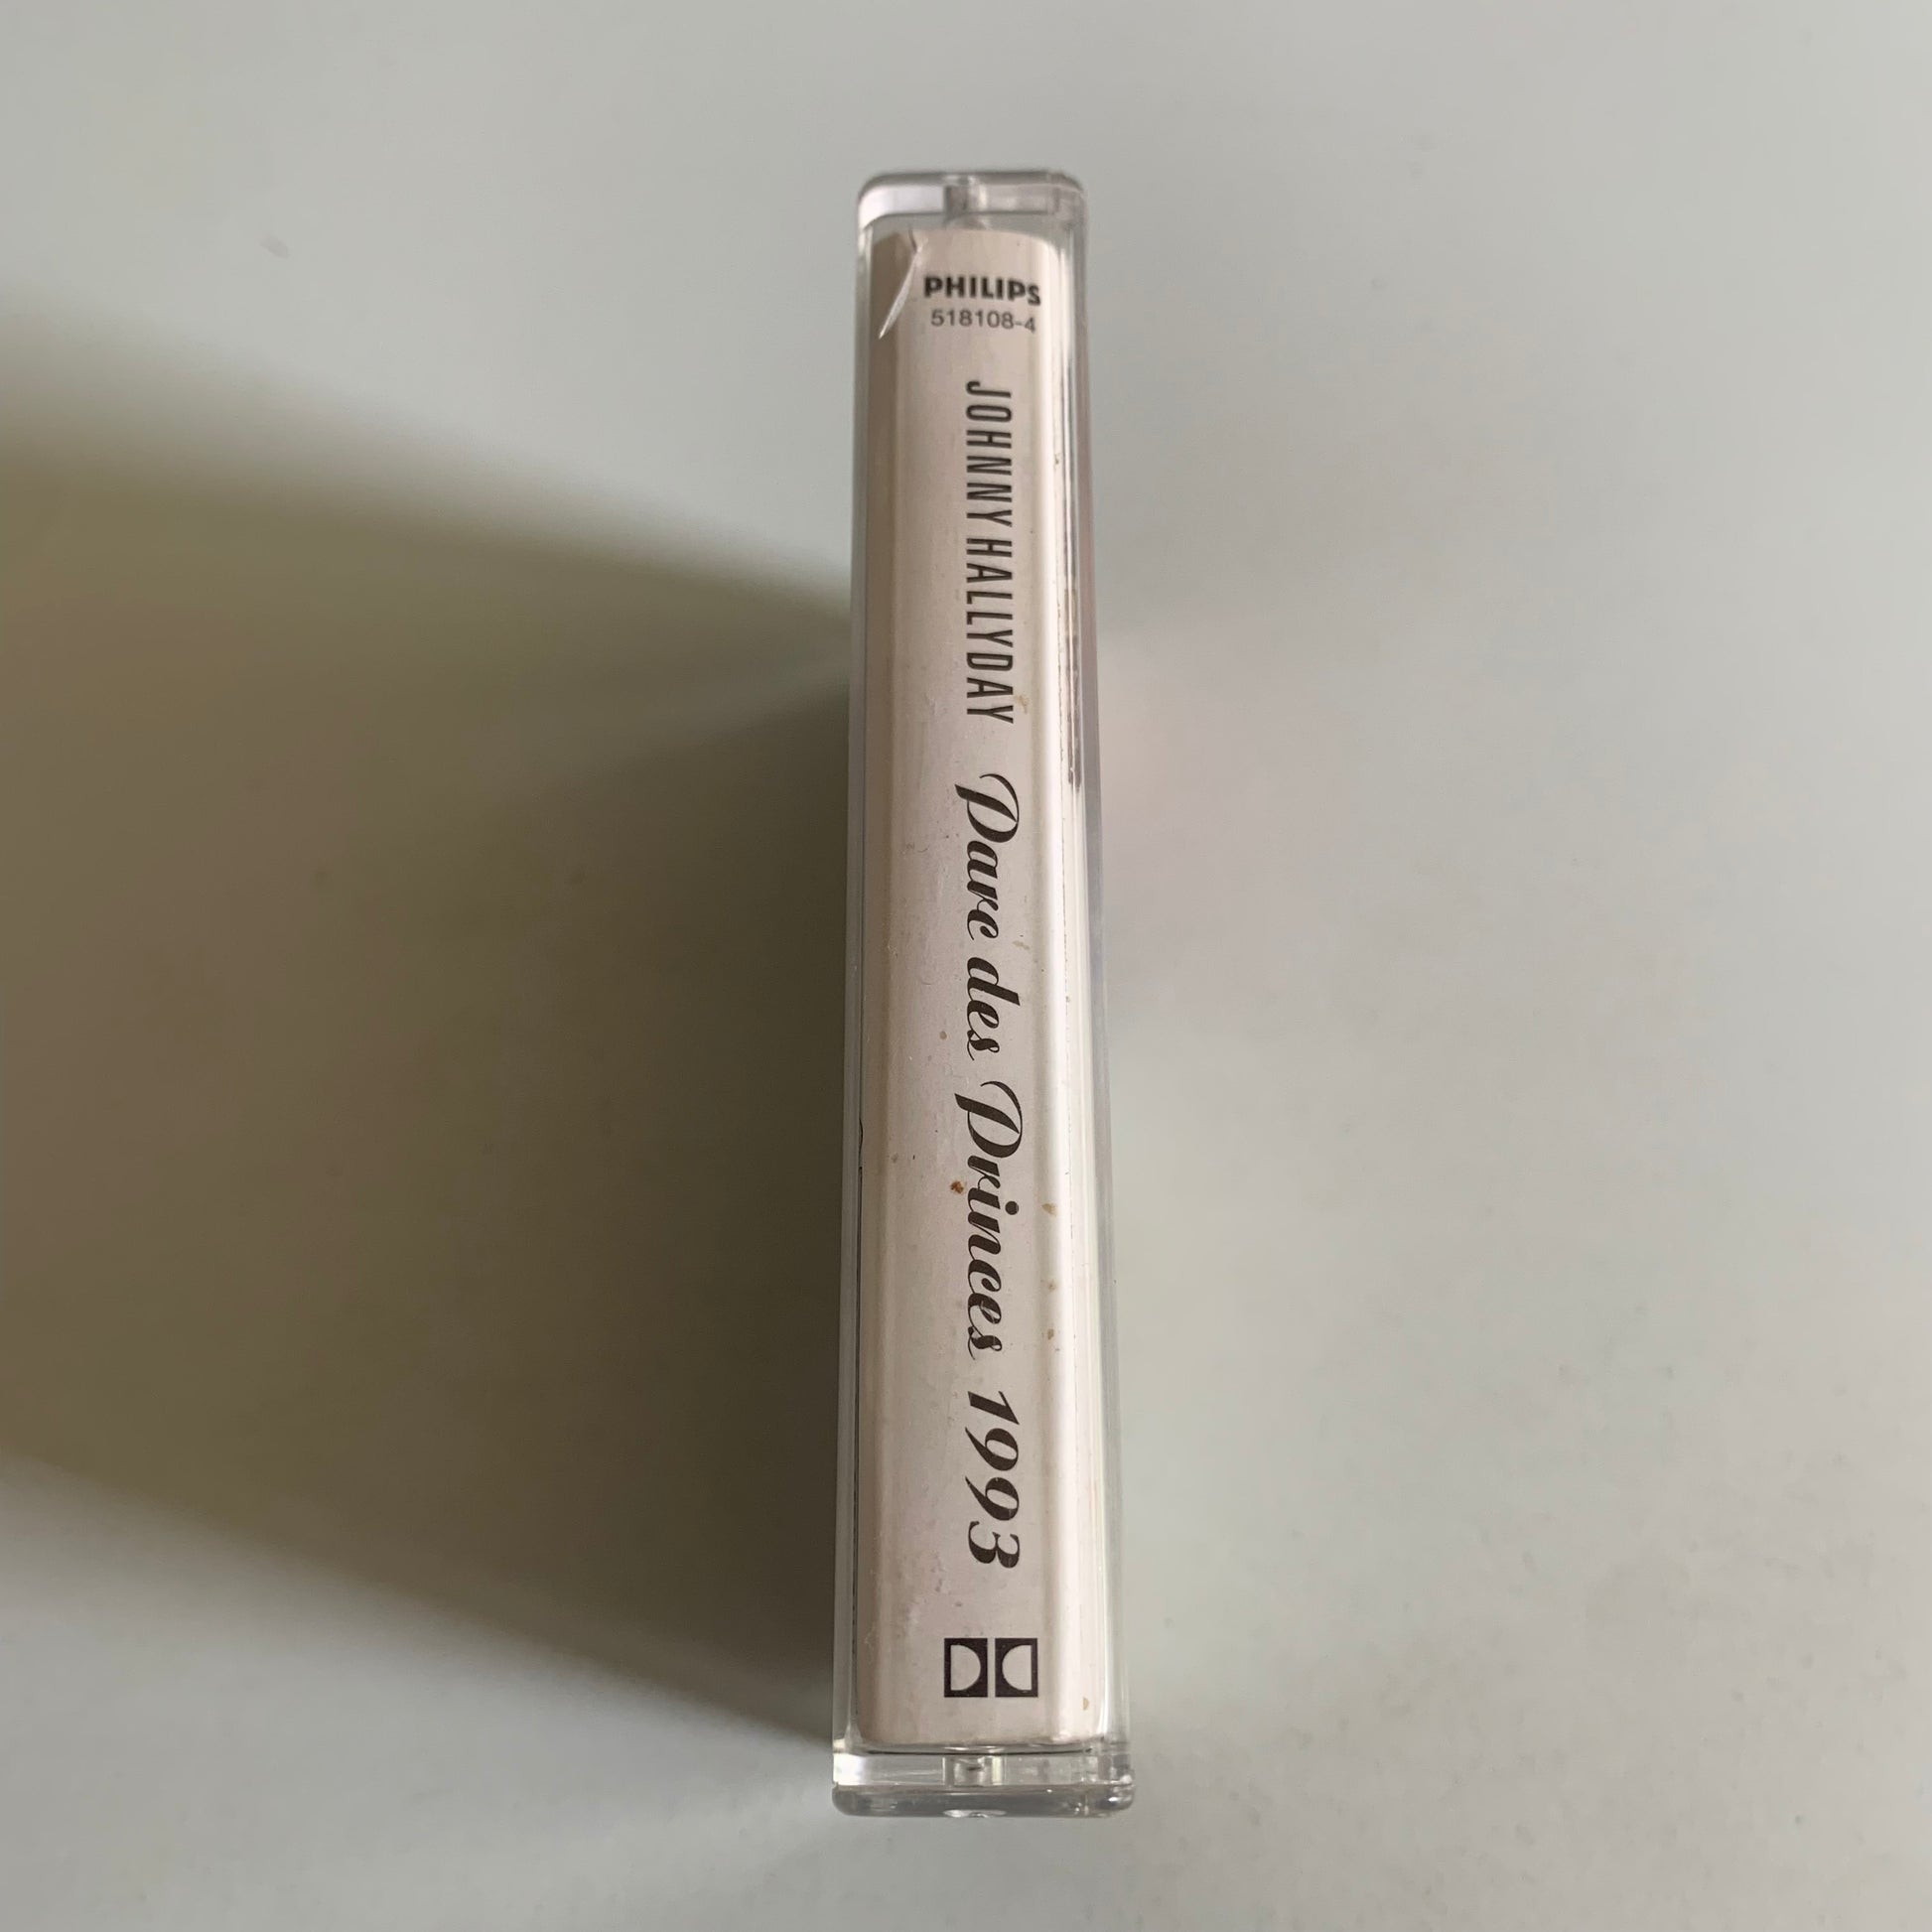 PHILIPS
518108-4
JOHNNY HALLYDAY Parc des Princes 1993